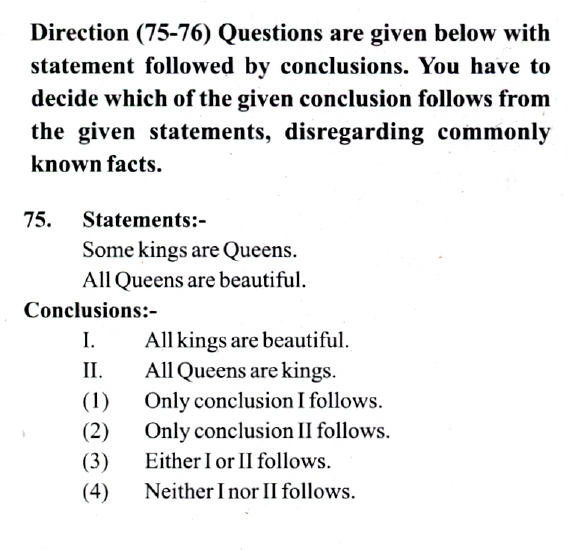 Direction (75-76) Questions are given below with
statement followed by conclusions. You have to
decide which of the given conclusion follows from
the given statements, disregarding commonly
known facts.
75. Statements:-
Some kings are Queens.
All Queens are beautiful.
Conclusions:-
I. All kings are beautiful.
II. All Queens are kings.
(1) Only conclusion I follows.
(2) Only conclusion II follows.
(3) Either I or II follows.
(4) Neither I nor II follows.